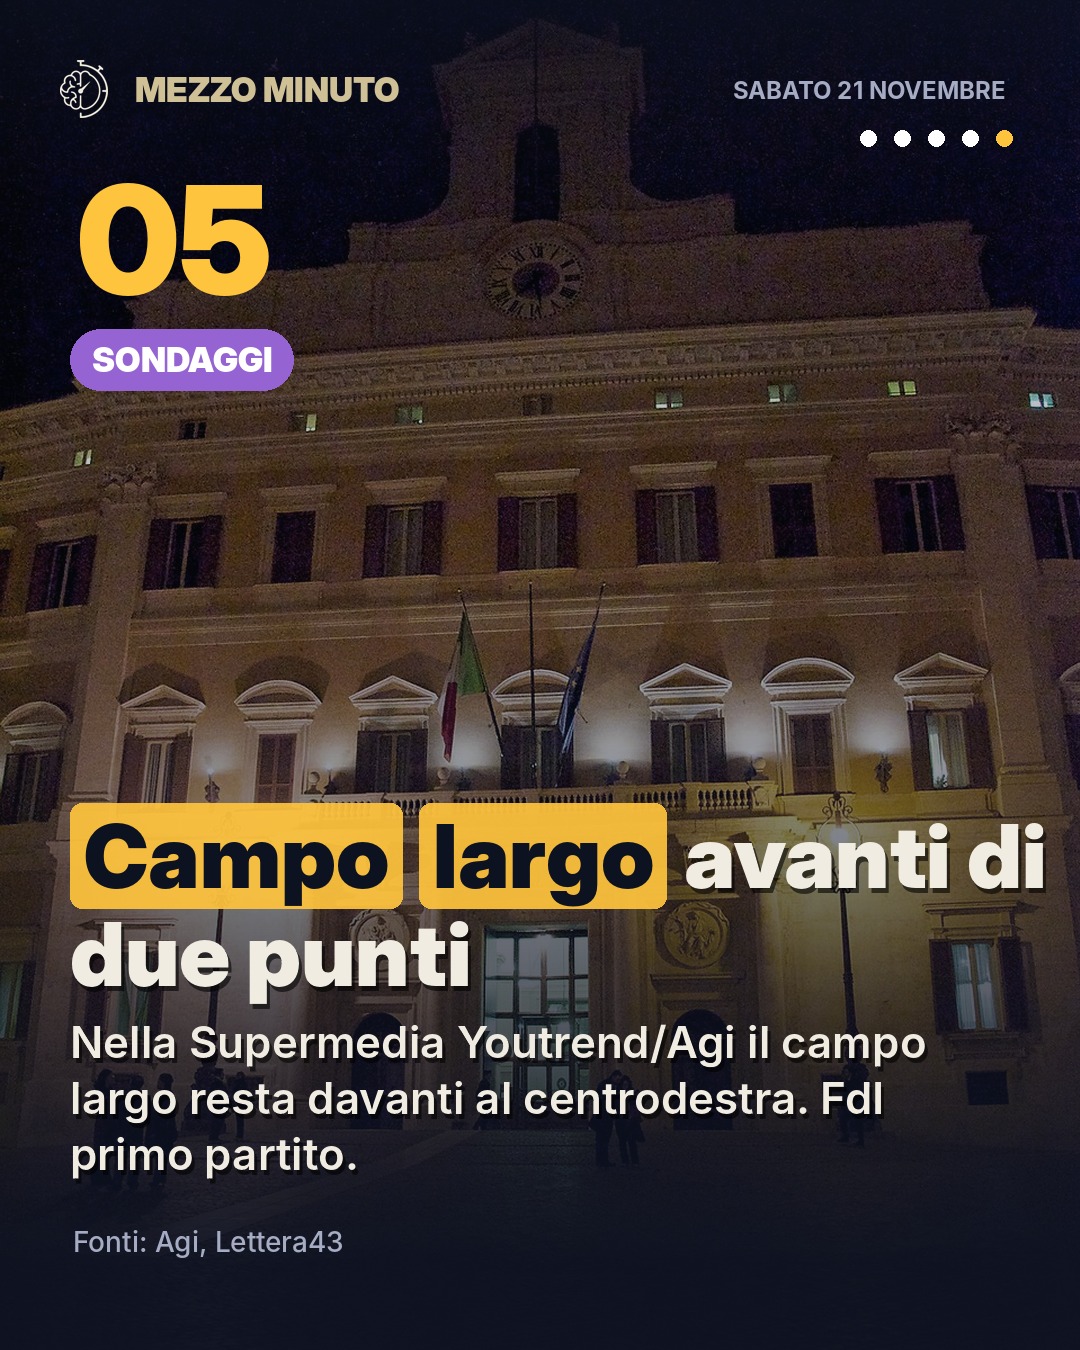 MEZZO MINUTO
SABATO 21 NOVEMBRE
05
SONDAGGI
Campo largo avanti di
due punti
Nella Supermedia Youtrend/Agi il campo
largo resta davanti al centrodestra. FdI
primo partito.
Fonti: Agi, Lettera43